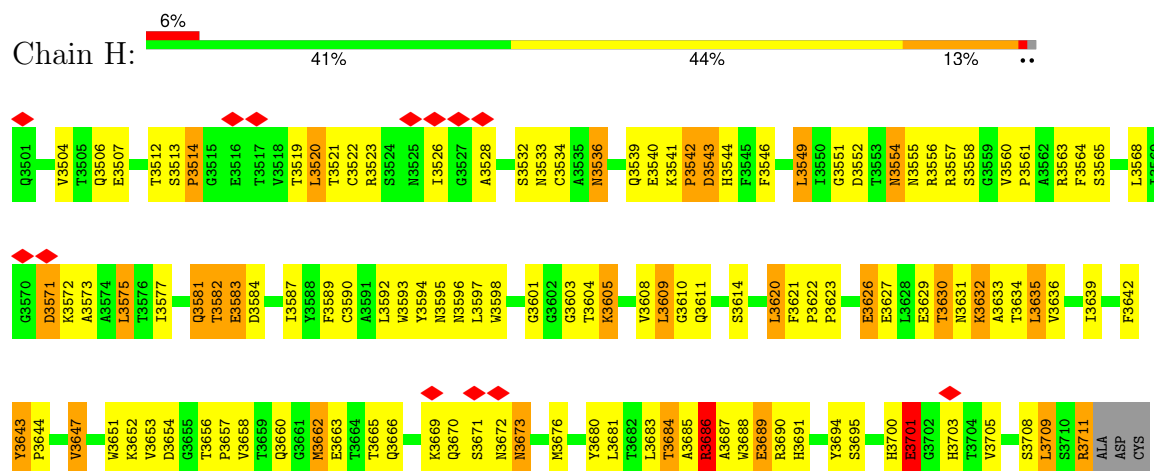 6%
Chain H:
41% 44% 13% ••
Q3501 V3504 T3505 Q3506 E3507 T3512 S3513 P3514 G3515 E3516 T3517 V3518 T3519 L3520 T3521 C3522 R3523 S3524 N3525 I3526 G3527 A3528 S3532 N3533 C3534 A3535 N3536 Q3539 E3540 K3541 P3542 D3543 H3544 F3545 F3546 L3549 I3550 G3551 D3552 T3553 N3554 N3555 R3556 R3557 S3558 G3559 V3560 P3561 A3562 R3563 F3564 S3565 L3568 I3569
G3570 D3571 K3572 A3573 A3574 L3575 T3576 I3577 Q3581 T3582 E3583 D3584 I3587 Y3588 F3589 C3590 A3591 L3592 W3593 Y3594 N3595 N3596 L3597 W3598 G3601 G3602 G3603 T3604 K3605 V3608 L3609 G3610 Q3611 S3614 L3620 F3621 P3622 P3623 E3626 E3627 L3628 E3629 T3630 N3631 K3632 A3633 T3634 L3635 V3636 I3639 F3642
Y3643 P3644 V3647 W3651 K3652 V3653 D3654 G3655 T3656 P3657 V3658 T3659 Q3660 G3661 M3662 E3663 T3664 T3665 Q3666 K3669 Q3670 S3671 N3672 N3673 M3676 Y3680 L3681 T3682 L3683 T3684 A3685 R3686 A3687 W3688 E3689 R3690 H3691 Y3694 S3695 H3700 E3701 G3702 H3703 T3704 V3705 S3708 L3709 S3710 R3711 ALA ASP CYS